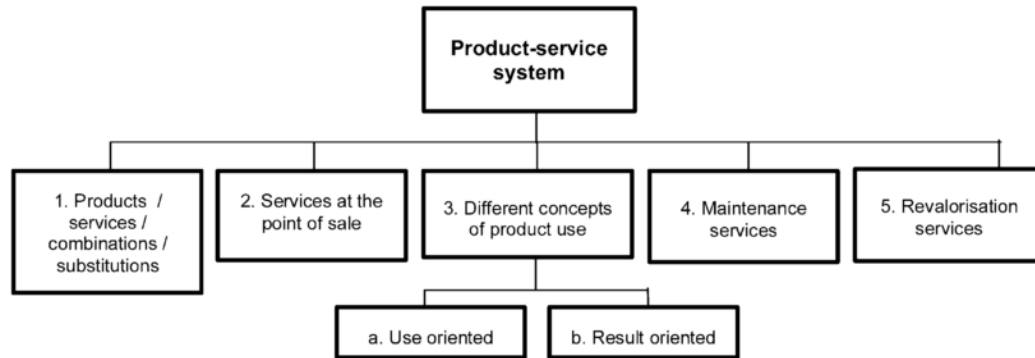 Product-service
system
1. Products /
services /
combinations /
substitutions
2. Services at the
point of sale
3. Different concepts
of product use
4. Maintenance
services
5. Revalorisation
services
a. Use oriented
b. Result oriented